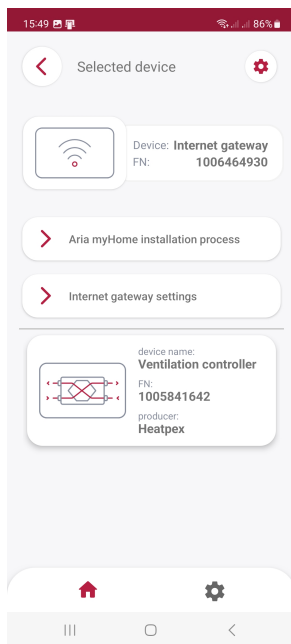 15:49 86%
Selected device
Device: Internet gateway
FN: 1006464930
Aria myHome installation process
Internet gateway settings
device name:
Ventilation controller
FN:
1005841642
producer:
Heatpex